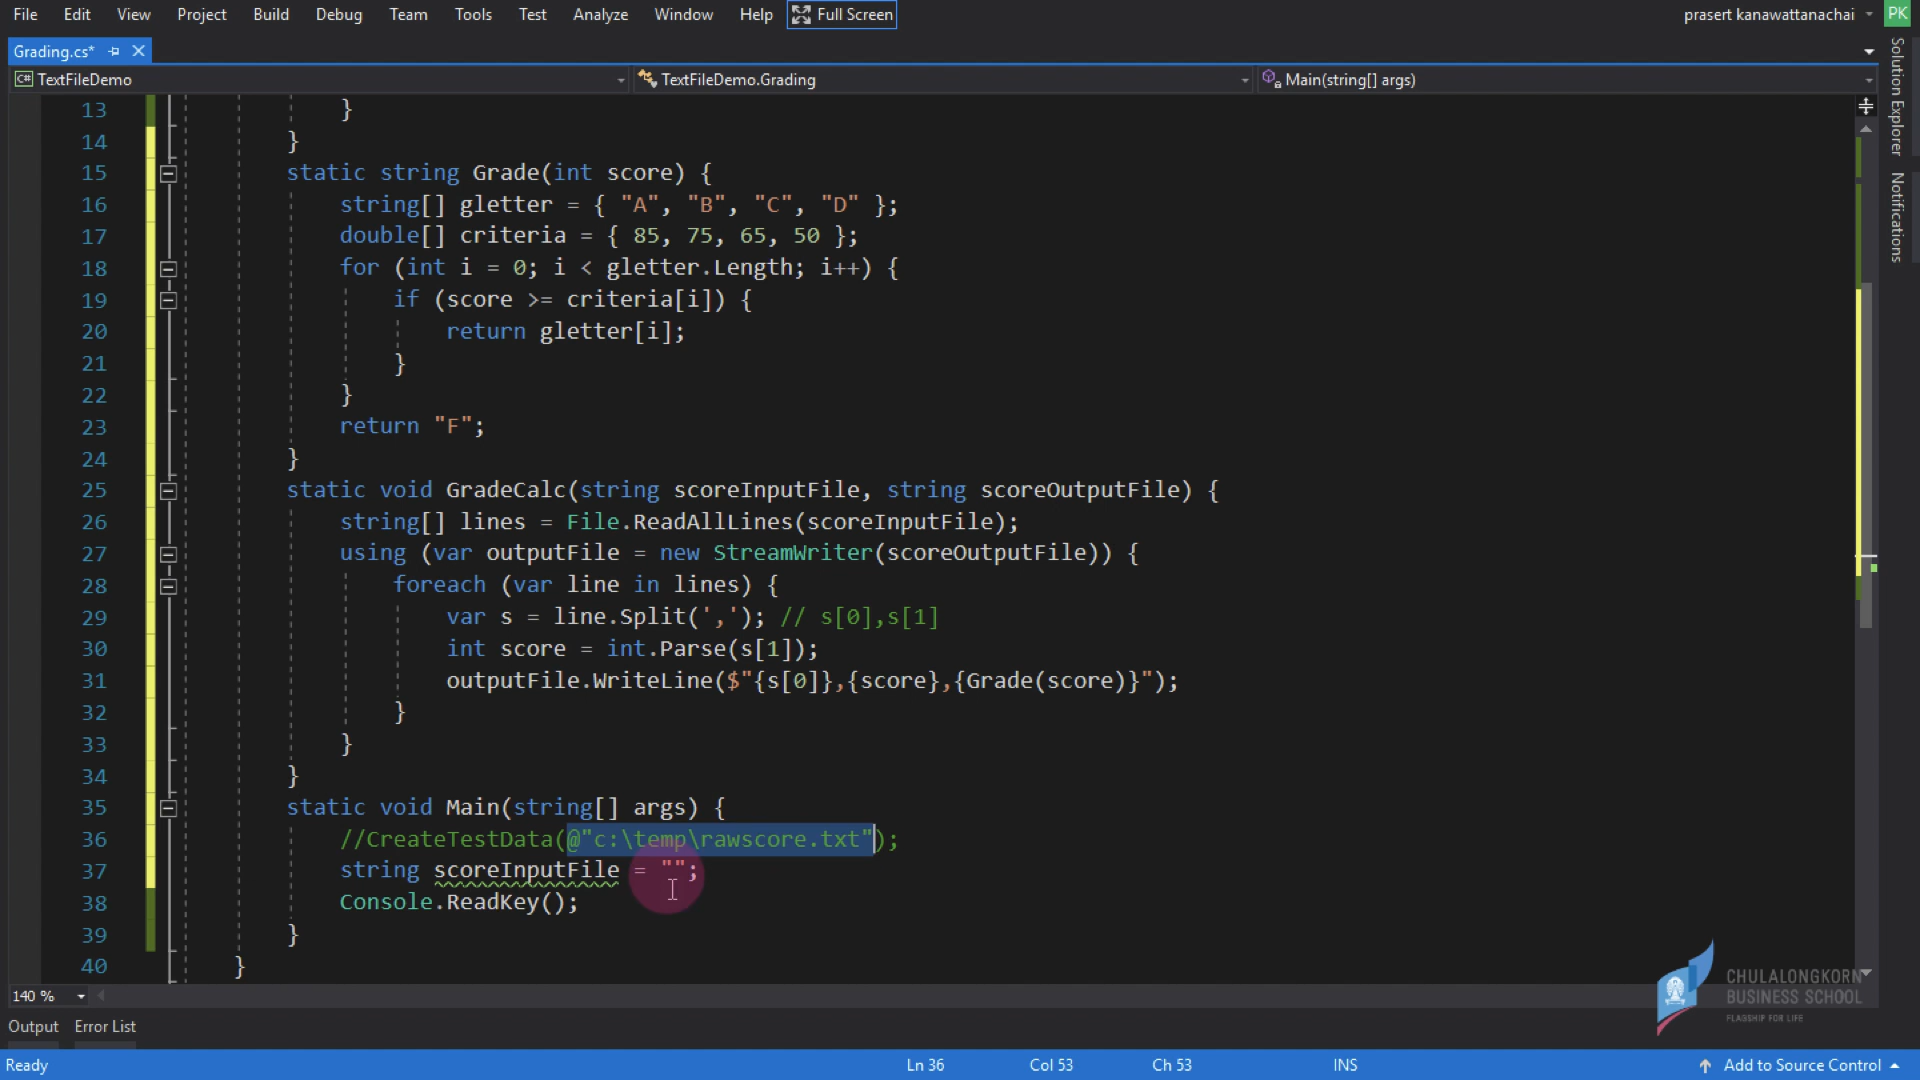 File Edit View Project Build Debug Team Tools Test Analyze Window Help Full Screen prasert kanawattanachai PK
Grading.cs*
C# TextFileDemo TextFileDemo.Grading Main(string[] args)
Solution Explorer
Notifications
13 }
14 }
15 static string Grade(int score) {
16 string[] gletter = { "A", "B", "C", "D" };
17 double[] criteria = { 85, 75, 65, 50 };
18 for (int i = 0; i < gletter.Length; i++) {
19 if (score >= criteria[i]) {
20 return gletter[i];
21 }
22 }
23 return "F";
24 }
25 static void GradeCalc(string scoreInputFile, string scoreOutputFile) {
26 string[] lines = File.ReadAllLines(scoreInputFile);
27 using (var outputFile = new StreamWriter(scoreOutputFile)) {
28 foreach (var line in lines) {
29 var s = line.Split(','); // s[0],s[1]
30 int score = int.Parse(s[1]);
31 outputFile.WriteLine($"{s[0]},{score},{Grade(score)}");
32 }
33 }
34 }
35 static void Main(string[] args) {
36 //CreateTestData(@"c:\temp\rawscore.txt");
37 string scoreInputFile = "";
38 Console.ReadKey();
39 }
40 }
CHULALONGKORN
BUSINESS SCHOOL
FLAGSHIP FOR LIFE
140 %
Output Error List
Ready Ln 36 Col 53 Ch 53 INS Add to Source Control